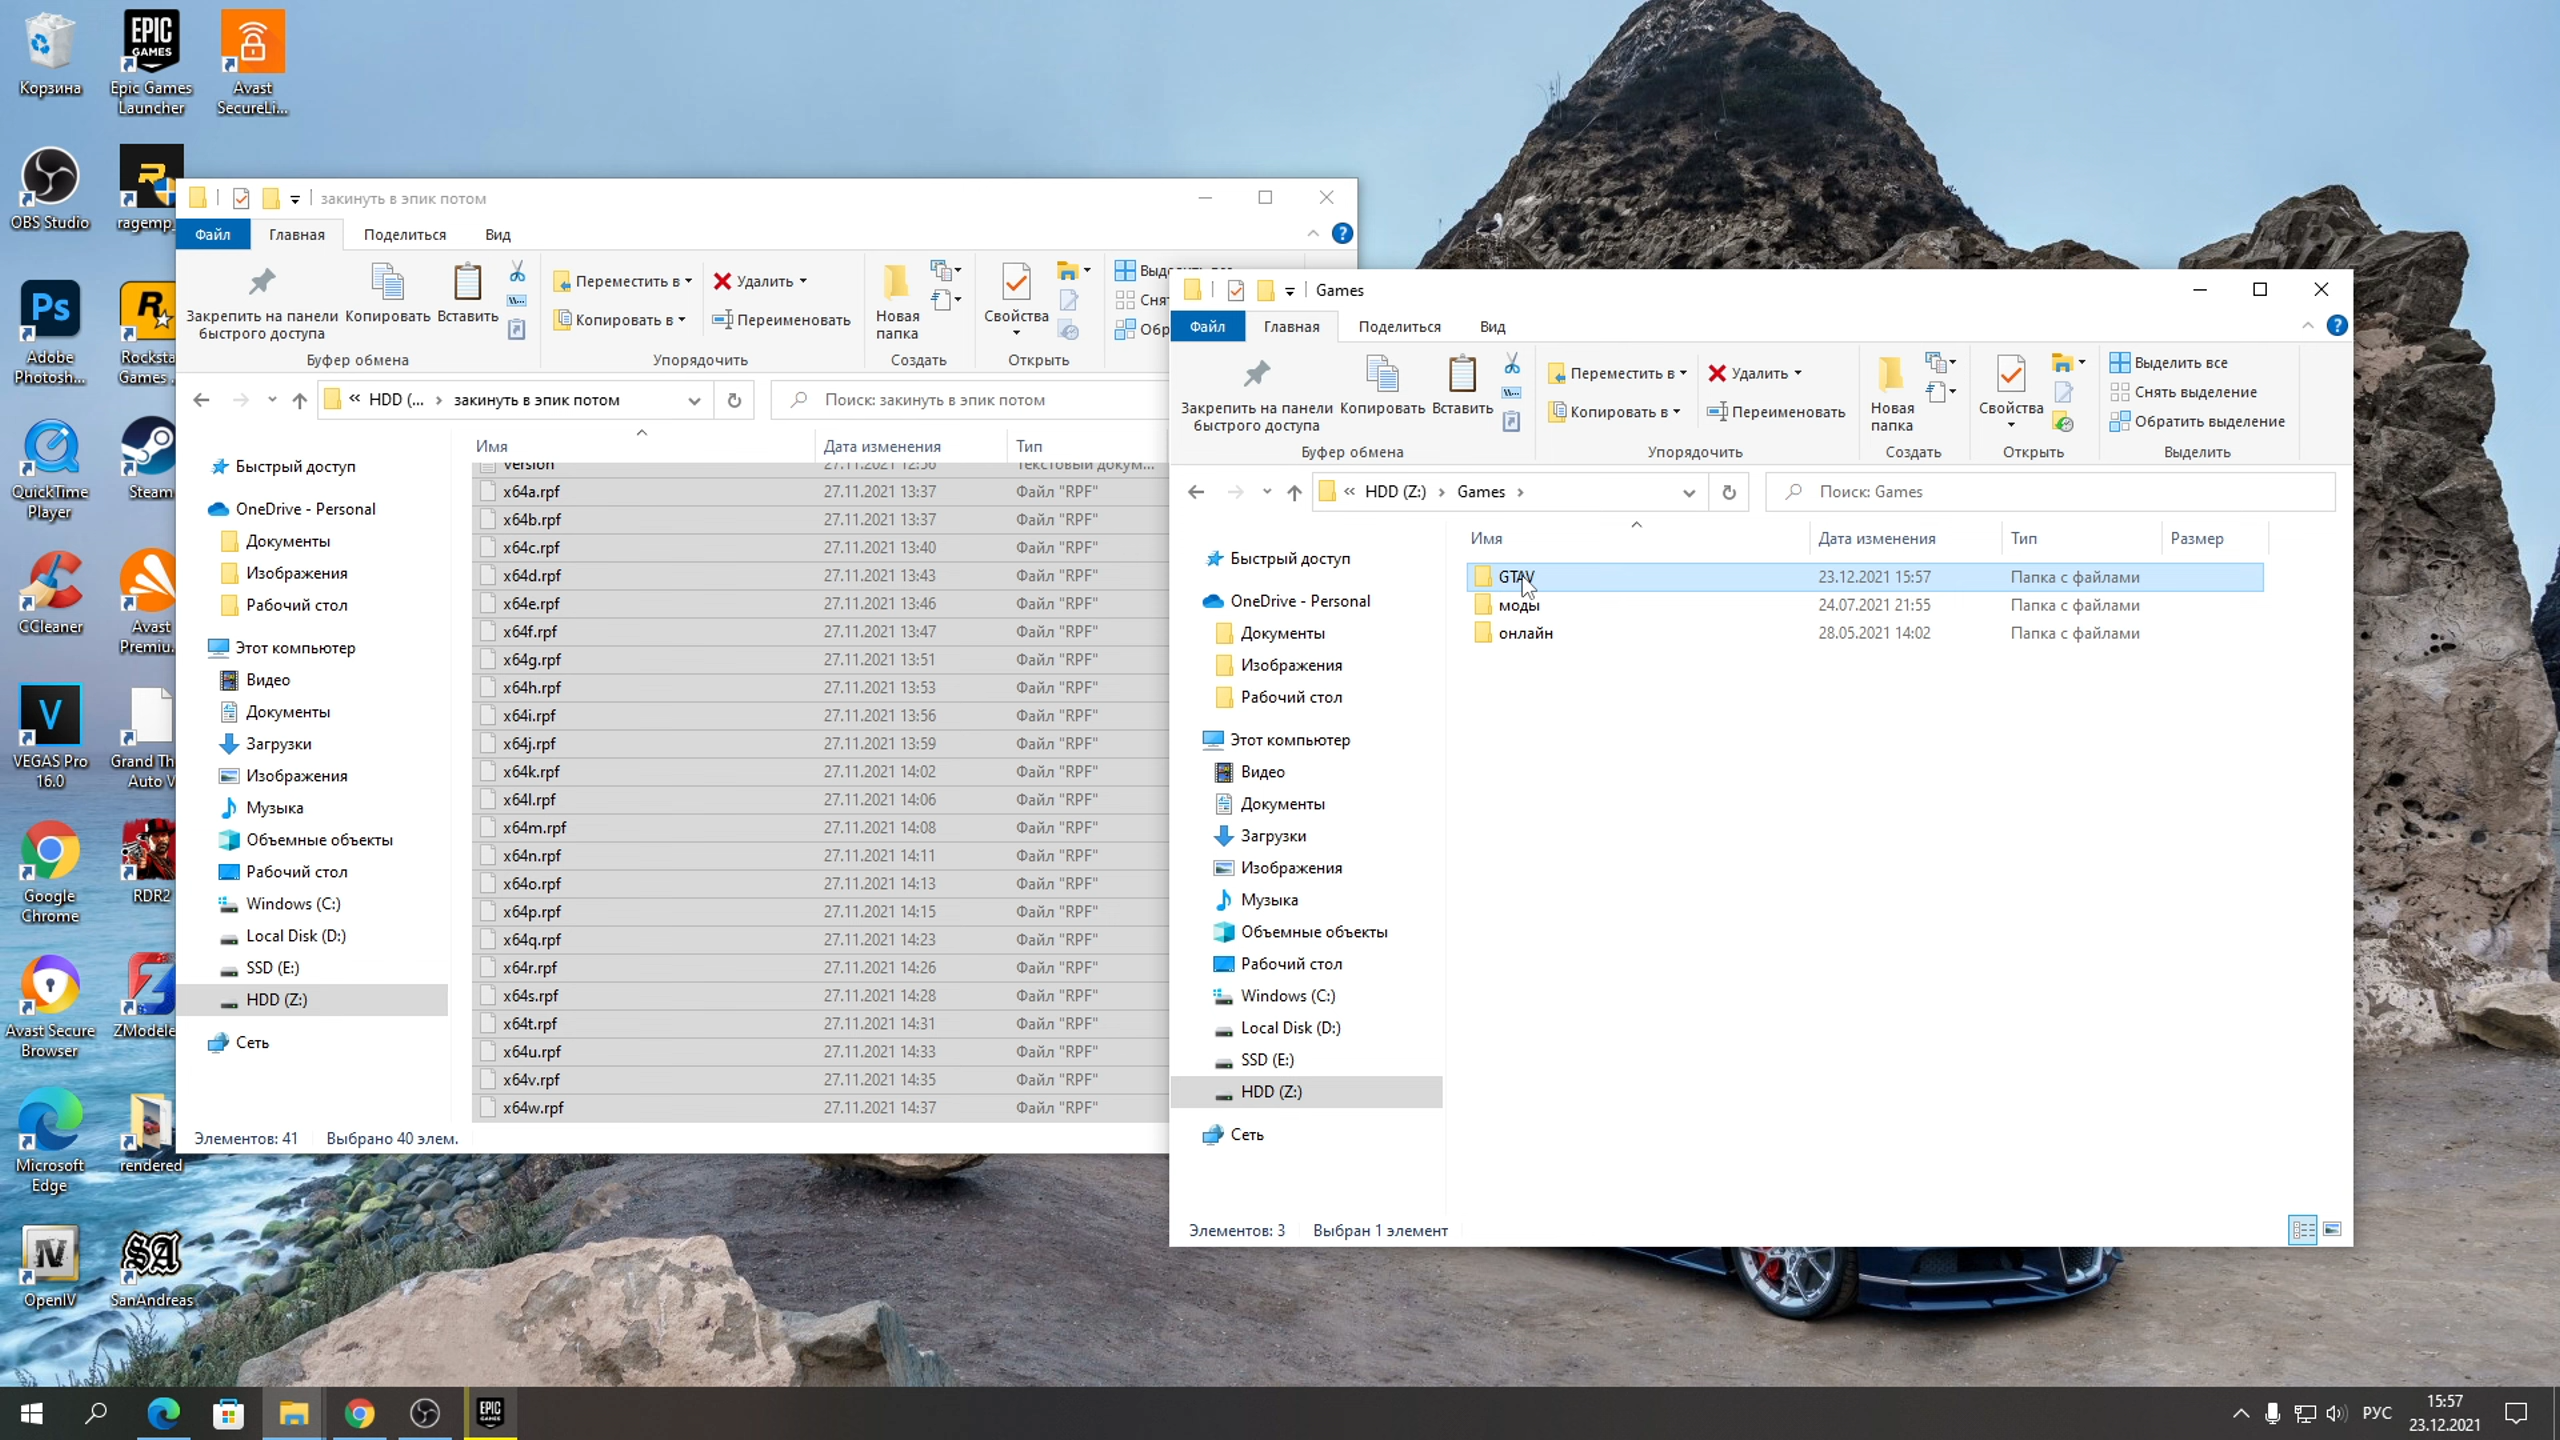 Корзина
EPIC GAMES
Epic Games Launcher
Avast SecureLi...
OBS Studio
ragemp_
Ps
Adobe Photosh...
Rocksta Games .
QuickTime Player
Steam
CCleaner
Avast Premiu.
VEGAS Pro 16.0
Grand Th Auto V
Google Chrome
RDR2
Avast Secure Browser
ZModele
Microsoft Edge
rendered
OpenIV
SanAndreas
закинуть в эпик потом
Файл Главная Поделиться Вид
Закрепить на панели быстрого доступа
Копировать
Вставить
Переместить в
Копировать в
Удалить
Переименовать
Новая папка
Свойства
Буфер обмена Упорядочить Создать Открыть
« HDD (... › закинуть в эпик потом
Поиск: закинуть в эпик потом
Имя Дата изменения Тип
Быстрый доступ
OneDrive - Personal
Документы
Изображения
Рабочий стол
Этот компьютер
Видео
Документы
Загрузки
Изображения
Музыка
Объемные объекты
Рабочий стол
Windows (C:)
Local Disk (D:)
SSD (E:)
HDD (Z:)
Сеть
version 27.11.2021 12:56 Текстовый докум...
x64a.rpf 27.11.2021 13:37 Файл "RPF"
x64b.rpf 27.11.2021 13:37 Файл "RPF"
x64c.rpf 27.11.2021 13:40 Файл "RPF"
x64d.rpf 27.11.2021 13:43 Файл "RPF"
x64e.rpf 27.11.2021 13:46 Файл "RPF"
x64f.rpf 27.11.2021 13:47 Файл "RPF"
x64g.rpf 27.11.2021 13:51 Файл "RPF"
x64h.rpf 27.11.2021 13:53 Файл "RPF"
x64i.rpf 27.11.2021 13:56 Файл "RPF"
x64j.rpf 27.11.2021 13:59 Файл "RPF"
x64k.rpf 27.11.2021 14:02 Файл "RPF"
x64l.rpf 27.11.2021 14:06 Файл "RPF"
x64m.rpf 27.11.2021 14:08 Файл "RPF"
x64n.rpf 27.11.2021 14:11 Файл "RPF"
x64o.rpf 27.11.2021 14:13 Файл "RPF"
x64p.rpf 27.11.2021 14:15 Файл "RPF"
x64q.rpf 27.11.2021 14:23 Файл "RPF"
x64r.rpf 27.11.2021 14:26 Файл "RPF"
x64s.rpf 27.11.2021 14:28 Файл "RPF"
x64t.rpf 27.11.2021 14:31 Файл "RPF"
x64u.rpf 27.11.2021 14:33 Файл "RPF"
x64v.rpf 27.11.2021 14:35 Файл "RPF"
x64w.rpf 27.11.2021 14:37 Файл "RPF"
Элементов: 41 Выбрано 40 элем.
Games
Файл Главная Поделиться Вид
Закрепить на панели быстрого доступа
Копировать
Вставить
Переместить в
Копировать в
Удалить
Переименовать
Новая папка
Свойства
Выделить все
Снять выделение
Обратить выделение
Буфер обмена Упорядочить Создать Открыть Выделить
« HDD (Z:) › Games ›
Поиск: Games
Имя Дата изменения Тип Размер
GTAV 23.12.2021 15:57 Папка с файлами
моды 24.07.2021 21:55 Папка с файлами
онлайн 28.05.2021 14:02 Папка с файлами
Быстрый доступ
OneDrive - Personal
Документы
Изображения
Рабочий стол
Этот компьютер
Видео
Документы
Загрузки
Изображения
Музыка
Объемные объекты
Рабочий стол
Windows (C:)
Local Disk (D:)
SSD (E:)
HDD (Z:)
Сеть
Элементов: 3 Выбран 1 элемент
EPIC GAMES
РУС
15:57
23.12.2021